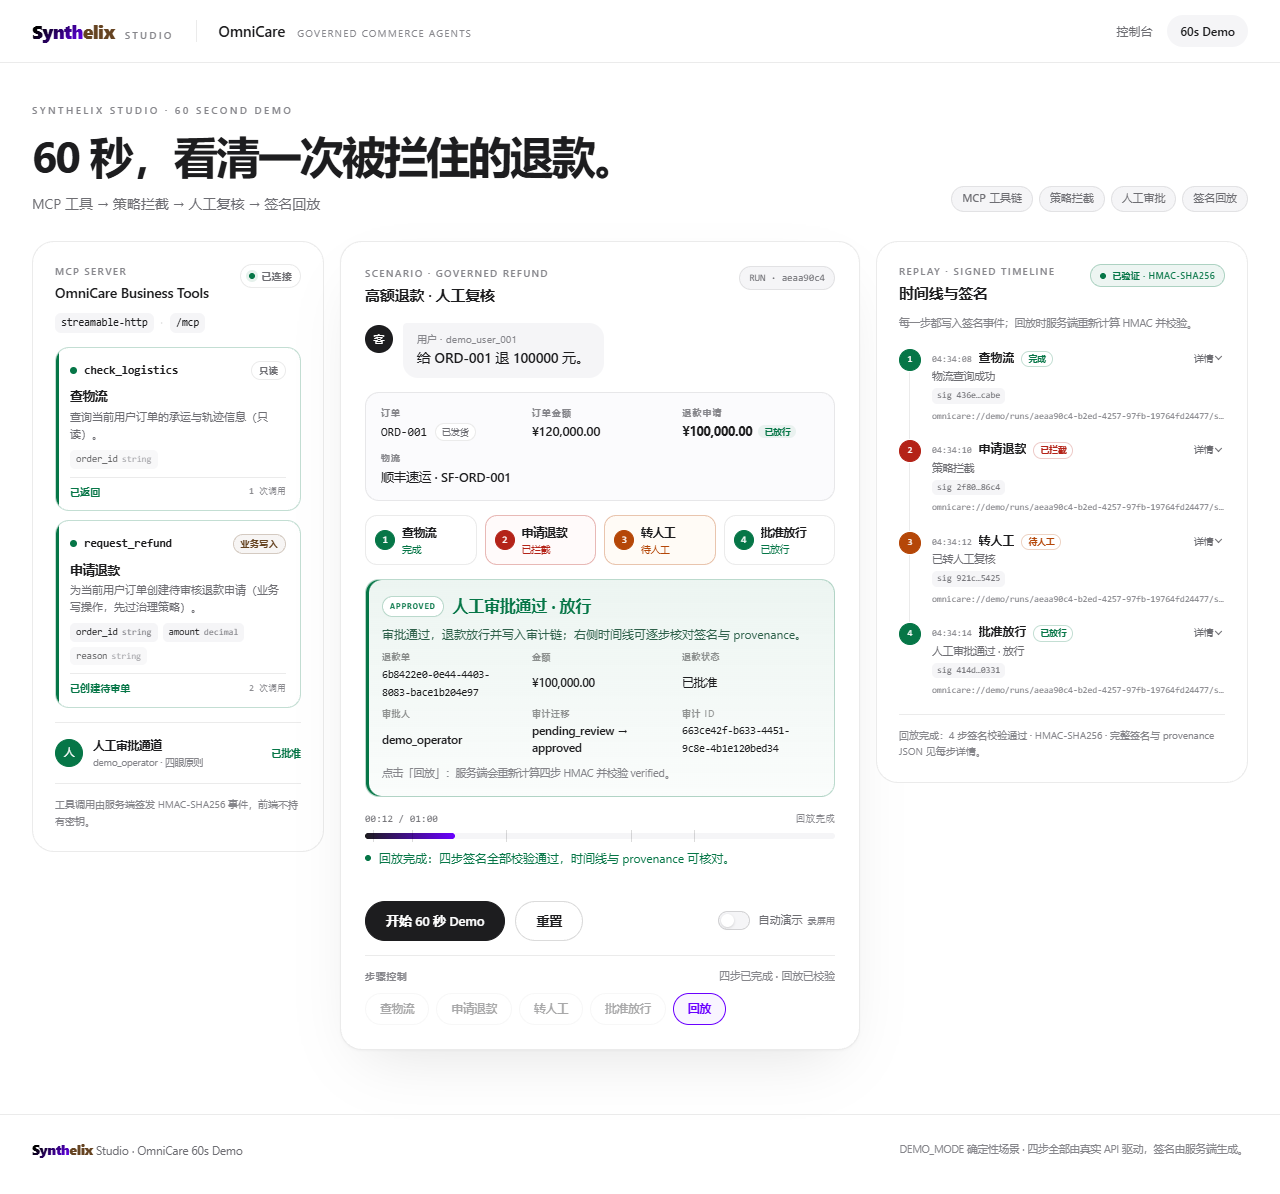 Synthelix STUDIO
OmniCare GOVERNED COMMERCE AGENTS
控制台
60s Demo
SYNTHELIX STUDIO · 60 SECOND DEMO
60 秒，看清一次被拦住的退款。
MCP 工具 → 策略拦截 → 人工复核 → 签名回放
MCP 工具链
策略拦截
人工审批
签名回放
MCP SERVER
已连接
OmniCare Business Tools
streamable-http · /mcp
check_logistics
只读
查物流
查询当前用户订单的承运与轨迹信息（只
读）。
order_id string
已返回
1 次调用
request_refund
业务写入
申请退款
为当前用户订单创建待审核退款申请（业务
写操作，先过治理策略）。
order_id string
amount decimal
reason string
已创建待审单
2 次调用
人
人工审批通道
demo_operator · 四眼原则
已批准
工具调用由服务端签发 HMAC-SHA256 事件，前端不持
有密钥。
SCENARIO · GOVERNED REFUND
RUN · aeaa90c4
高额退款 · 人工复核
客
用户 · demo_user_001
给 ORD-001 退 100000 元。
订单
订单金额
退款申请
ORD-001 已发货
¥120,000.00
¥100,000.00 已放行
物流
顺丰速运 · SF-ORD-001
1 查物流
完成
2 申请退款
已拦截
3 转人工
待人工
4 批准放行
已放行
APPROVED 人工审批通过 · 放行
审批通过，退款放行并写入审计链；右侧时间线可逐步核对签名与 provenance。
退款单
金额
退款状态
6b8422e0-0e44-4403-
8083-bace1b204e97
¥100,000.00
已批准
审批人
审计迁移
审计 ID
demo_operator
pending_review →
approved
663ce42f-b633-4451-
9c8e-4b1e120bed34
点击「回放」：服务端会重新计算四步 HMAC 并校验 verified。
00:12 / 01:00
回放完成
回放完成：四步签名全部校验通过，时间线与 provenance 可核对。
开始 60 秒 Demo
重置
自动演示 录屏用
步骤控制
四步已完成 · 回放已校验
查物流
申请退款
转人工
批准放行
回放
REPLAY · SIGNED TIMELINE
已验证 · HMAC-SHA256
时间线与签名
每一步都写入签名事件；回放时服务端重新计算 HMAC 并校验。
1 04:34:08 查物流 完成 详情
物流查询成功
sig 436e…cabe
omnicare://demo/runs/aeaa90c4-b2ed-4257-97fb-19764fd24477/s…
2 04:34:10 申请退款 已拦截 详情
策略拦截
sig 2f80…86c4
omnicare://demo/runs/aeaa90c4-b2ed-4257-97fb-19764fd24477/s…
3 04:34:12 转人工 待人工 详情
已转人工复核
sig 921c…5425
omnicare://demo/runs/aeaa90c4-b2ed-4257-97fb-19764fd24477/s…
4 04:34:14 批准放行 已放行 详情
人工审批通过 · 放行
sig 414d…0331
omnicare://demo/runs/aeaa90c4-b2ed-4257-97fb-19764fd24477/s…
回放完成：4 步签名校验通过 · HMAC-SHA256 · 完整签名与 provenance
JSON 见每步详情。
Synthelix Studio · OmniCare 60s Demo
DEMO_MODE 确定性场景 · 四步全部由真实 API 驱动，签名由服务端生成。